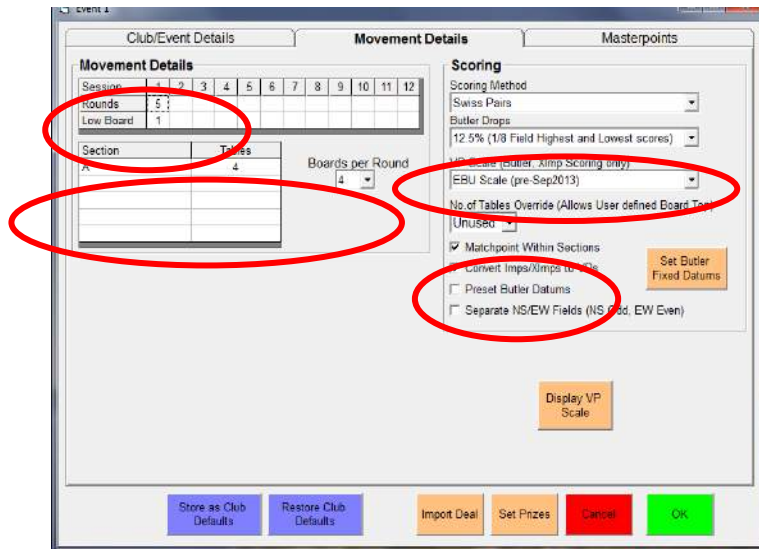 Event 1
Club/Event Details
Movement Details
Masterpoints
Movement Details
Session 1 2 3 4 5 6 7 8 9 10 11 12
Rounds 5
Low Board 1
Section Tables
A 4
Boards per Round
4
Scoring
Scoring Method
Swiss Pairs
Butler Drops
12.5% (1/8 Field Highest and Lowest scores)
VP Scale (Butler, XImp Scoring only)
EBU Scale (pre-Sep2013)
No.of Tables Override (Allows User defined Board Top)
Unused
Matchpoint Within Sections
Convert Imps/XImps to VPs
Preset Butler Datums
Separate NS/EW Fields (NS Odd, EW Even)
Set Butler
Fixed Datums
Display VP
Scale
Store as Club
Defaults
Restore Club
Defaults
Import Deal
Set Prizes
Cancel
OK